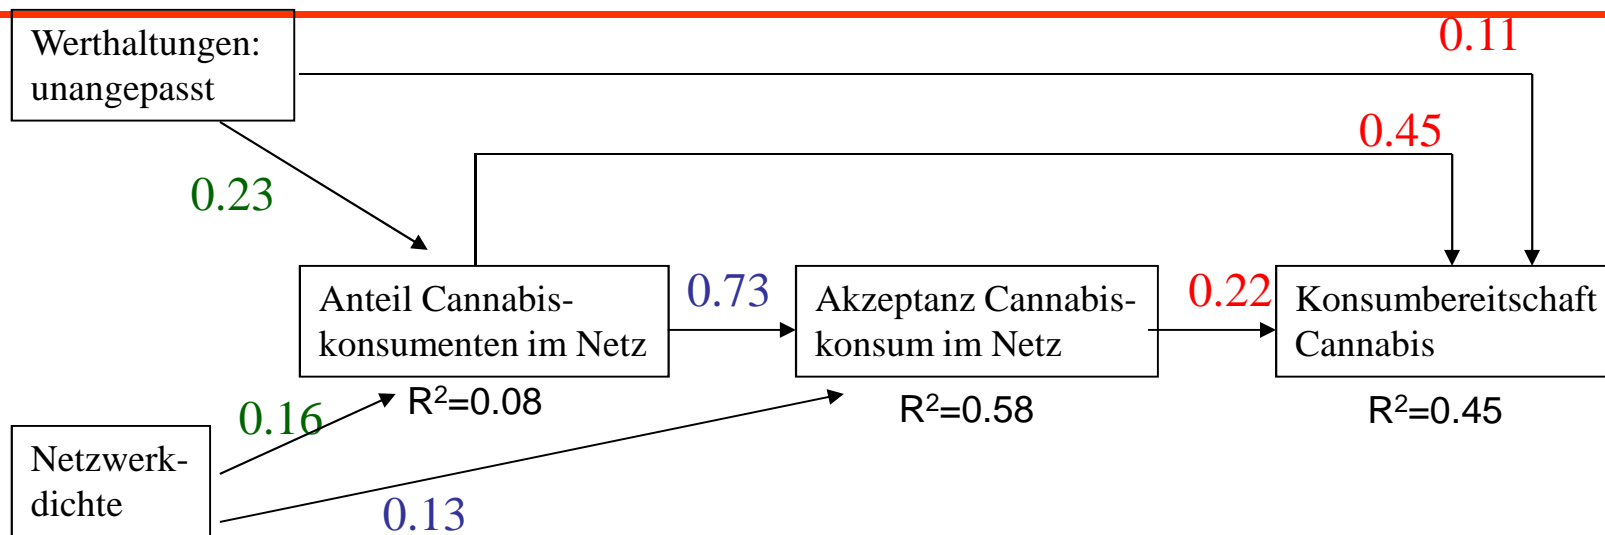 Werthaltungen:
unangepasst
0.11
0.45
0.23
Anteil Cannabis-
konsumenten im Netz
R²=0.08
0.73
Akzeptanz Cannabis-
konsum im Netz
R²=0.58
0.22
Konsumbereitschaft
Cannabis
R²=0.45
0.16
Netzwerk-
dichte
0.13